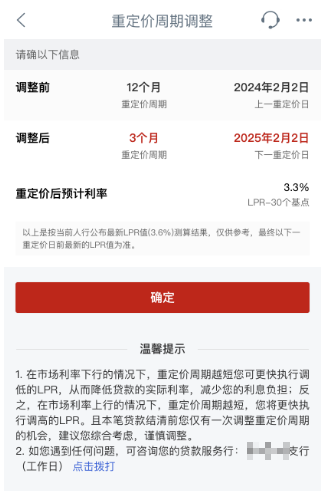 重定价周期调整
请确以下信息
调整前 12个月 2024年2月2日
重定价周期 上一重定价日
调整后 3个月 2025年2月2日
重定价周期 下一重定价日
重定价后预计利率 3.3%
LPR-30个基点
以上是按当前人行公布最新LPR值(3.6%)测算结果，仅供参考，最终以下一
重定价日前最新的LPR值为准。
确定
温馨提示
1. 在市场利率下行的情况下，重定价周期越短您可更快执行调
低的LPR，从而降低贷款的实际利率，减少您的利息负担；反
之，在市场利率上行的情况下，重定价周期越短，您将更快执
行调高的LPR。且本笔贷款结清前您仅有一次调整重定价周期
的机会，建议您综合考虑，谨慎调整。
2. 如您遇到任何问题，可咨询您的贷款服务行： 支行
（工作日） 点击拨打